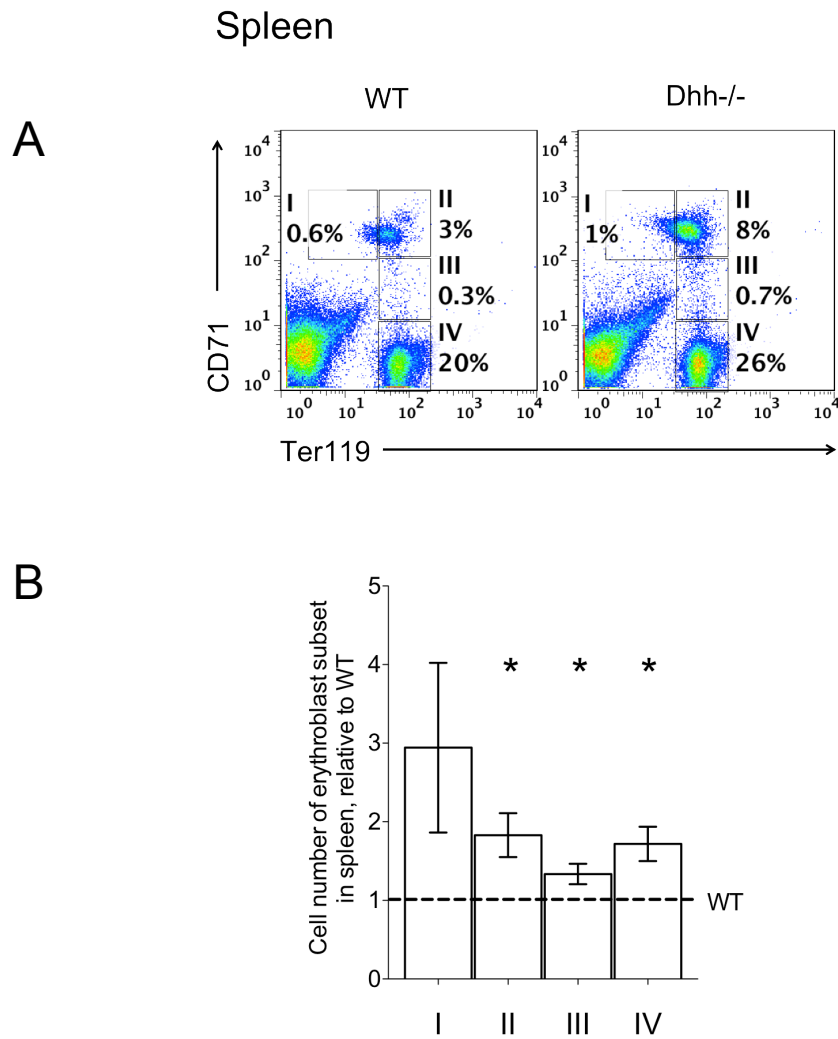 Spleen
WT
Dhh-/-
A
10^4
10^3
10^2
10^1
10^0
I
0.6%
II
3%
III
0.3%
IV
20%
10^0 10^1 10^2 10^3 10^4
10^4
10^3
10^2
10^1
10^0
I
1%
II
8%
III
0.7%
IV
26%
10^0 10^1 10^2 10^3 10^4
CD71
Ter119
B
Cell number of erythroblast subset
in spleen, relative to WT
5
4
3
2
1
0
* * *
WT
I II III IV